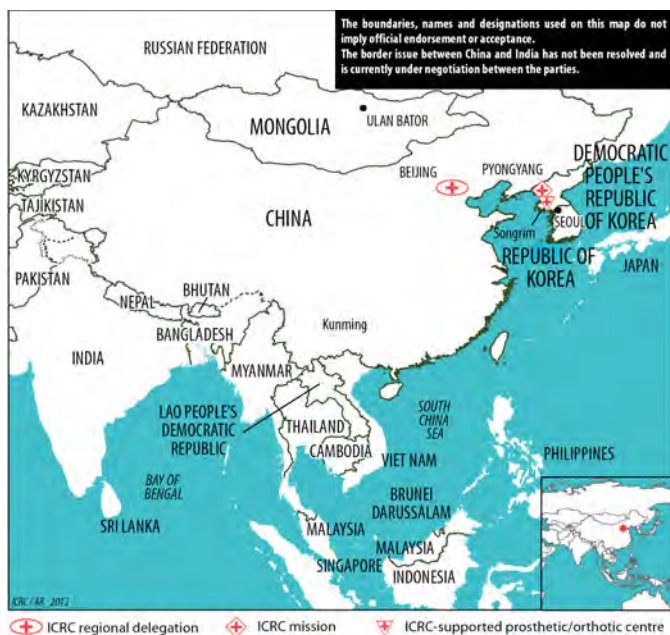 The boundaries, names and designations used on this map do not
imply official endorsement or acceptance.
The border issue between China and India has not been resolved and
is currently under negotiation between the parties.
RUSSIAN FEDERATION
KAZAKHSTAN
MONGOLIA
ULAN BATOR
KYRGYZSTAN
TAJIKISTAN
BEIJING
PYONGYANG
DEMOCRATIC
PEOPLE'S
REPUBLIC
OF KOREA
CHINA
SEOUL
Songrim
REPUBLIC OF
KOREA
JAPAN
PAKISTAN
NEPAL
BHUTAN
BANGLADESH
Kunming
INDIA
MYANMAR
LAO PEOPLE'S
DEMOCRATIC
REPUBLIC
THAILAND
CAMBODIA
SOUTH
CHINA
SEA
VIET NAM
PHILIPPINES
BAY OF
BENGAL
SRI LANKA
BRUNEI
DARUSSALAM
MALAYSIA
MALAYSIA
SINGAPORE
INDONESIA
ICRC / AR 2012
ICRC regional delegation
ICRC mission
ICRC-supported prosthetic/orthotic centre